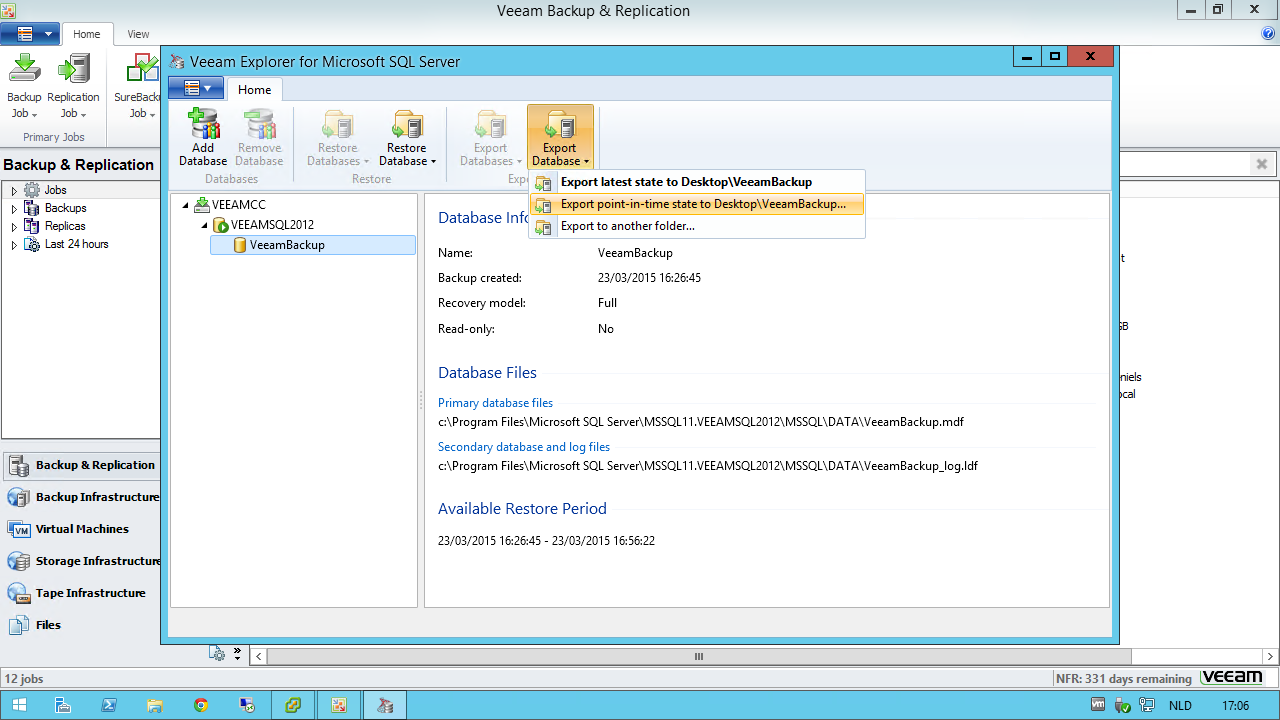 Veeam Backup & Replication
Home
View
Backup
Job
Replication
Job
SureBack
Job
Primary Jobs
Veeam Explorer for Microsoft SQL Server
Home
Add
Database
Remove
Database
Restore
Databases
Restore
Database
Export
Databases
Export
Database
Databases
Restore
Exp
Export latest state to Desktop\VeeamBackup
Export point-in-time state to Desktop\VeeamBackup...
Export to another folder...
Backup & Replication
Jobs
Backups
Replicas
Last 24 hours
VEEAMCC
VEEAMSQL2012
VeeamBackup
Database Info
Name: VeeamBackup
Backup created: 23/03/2015 16:26:45
Recovery model: Full
Read-only: No
Database Files
Primary database files
c:\Program Files\Microsoft SQL Server\MSSQL11.VEEAMSQL2012\MSSQL\DATA\VeeamBackup.mdf
Secondary database and log files
c:\Program Files\Microsoft SQL Server\MSSQL11.VEEAMSQL2012\MSSQL\DATA\VeeamBackup_log.ldf
Available Restore Period
23/03/2015 16:26:45 - 23/03/2015 16:56:22
t
GB
eniels
ocal
Backup & Replication
Backup Infrastructure
Virtual Machines
Storage Infrastructure
Tape Infrastructure
Files
12 jobs
NFR: 331 days remaining
veeam
NLD
17:06